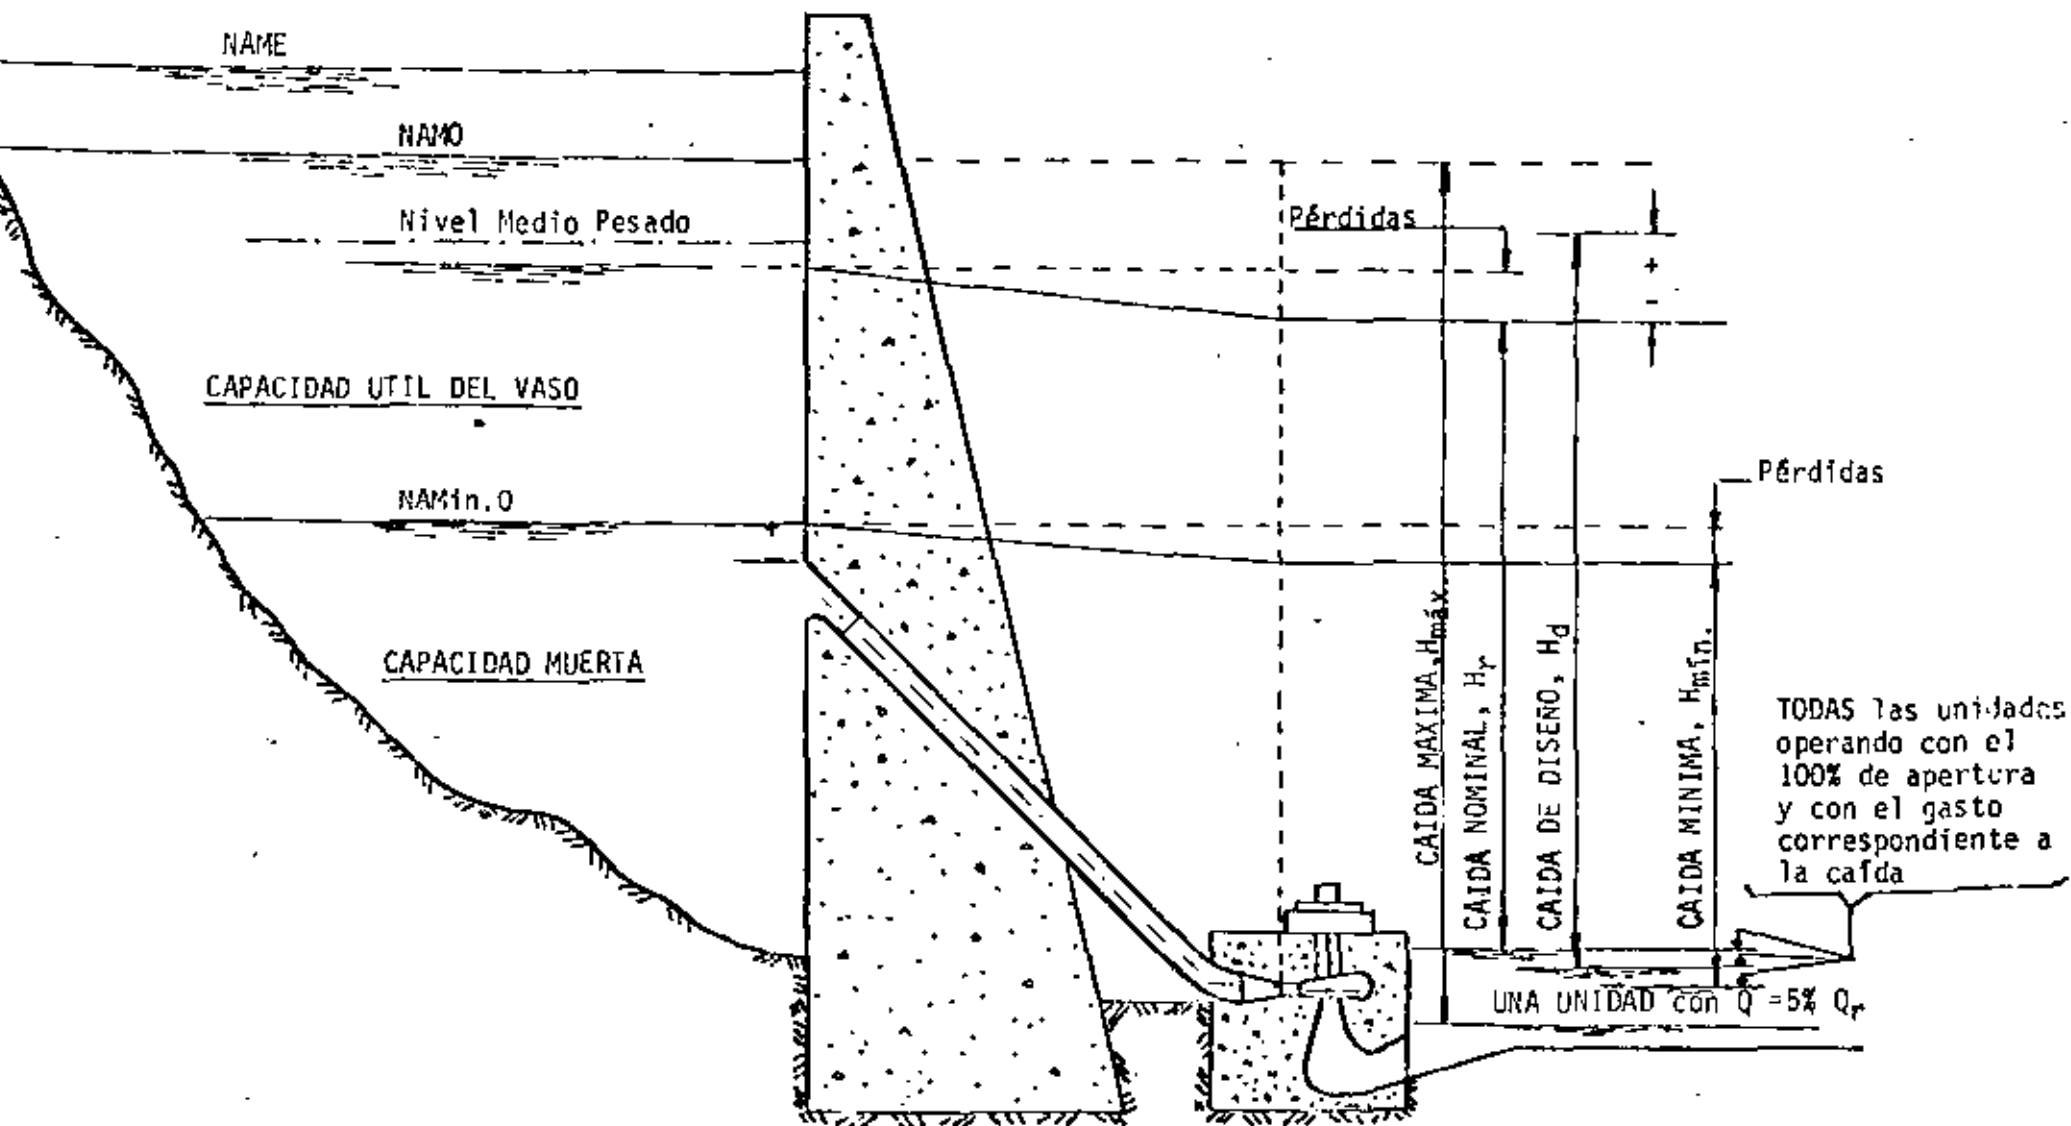 NAME
NAMO
Nivel Medio Pesado
Pérdidas
+
-
CAPACIDAD UTIL DEL VASO
Pérdidas
NAMin.O
CAPACIDAD MUERTA
CAIDA MAXIMA, Hmáx
CAIDA NOMINAL, Hr
CAIDA DE DISEÑO, Hd
CAIDA MINIMA, Hmín.
TODAS las unidades
operando con el
100% de apertura
y con el gasto
correspondiente a
la caída
UNA UNIDAD con Q =5% Qr